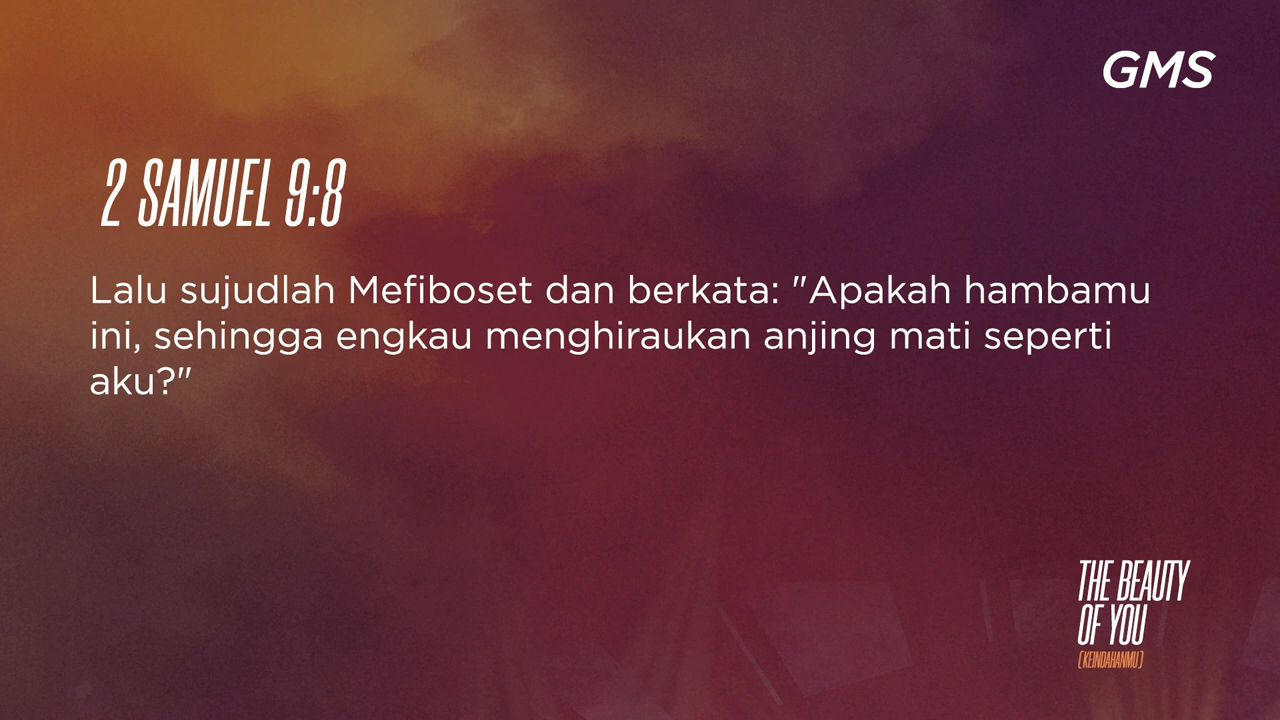 GMS
2 SAMUEL 9:8
Lalu sujudlah Mefiboset dan berkata: "Apakah hambamu
ini, sehingga engkau menghiraukan anjing mati seperti
aku?"
THE BEAUTY
OF YOU
(KEINDAHANMU)